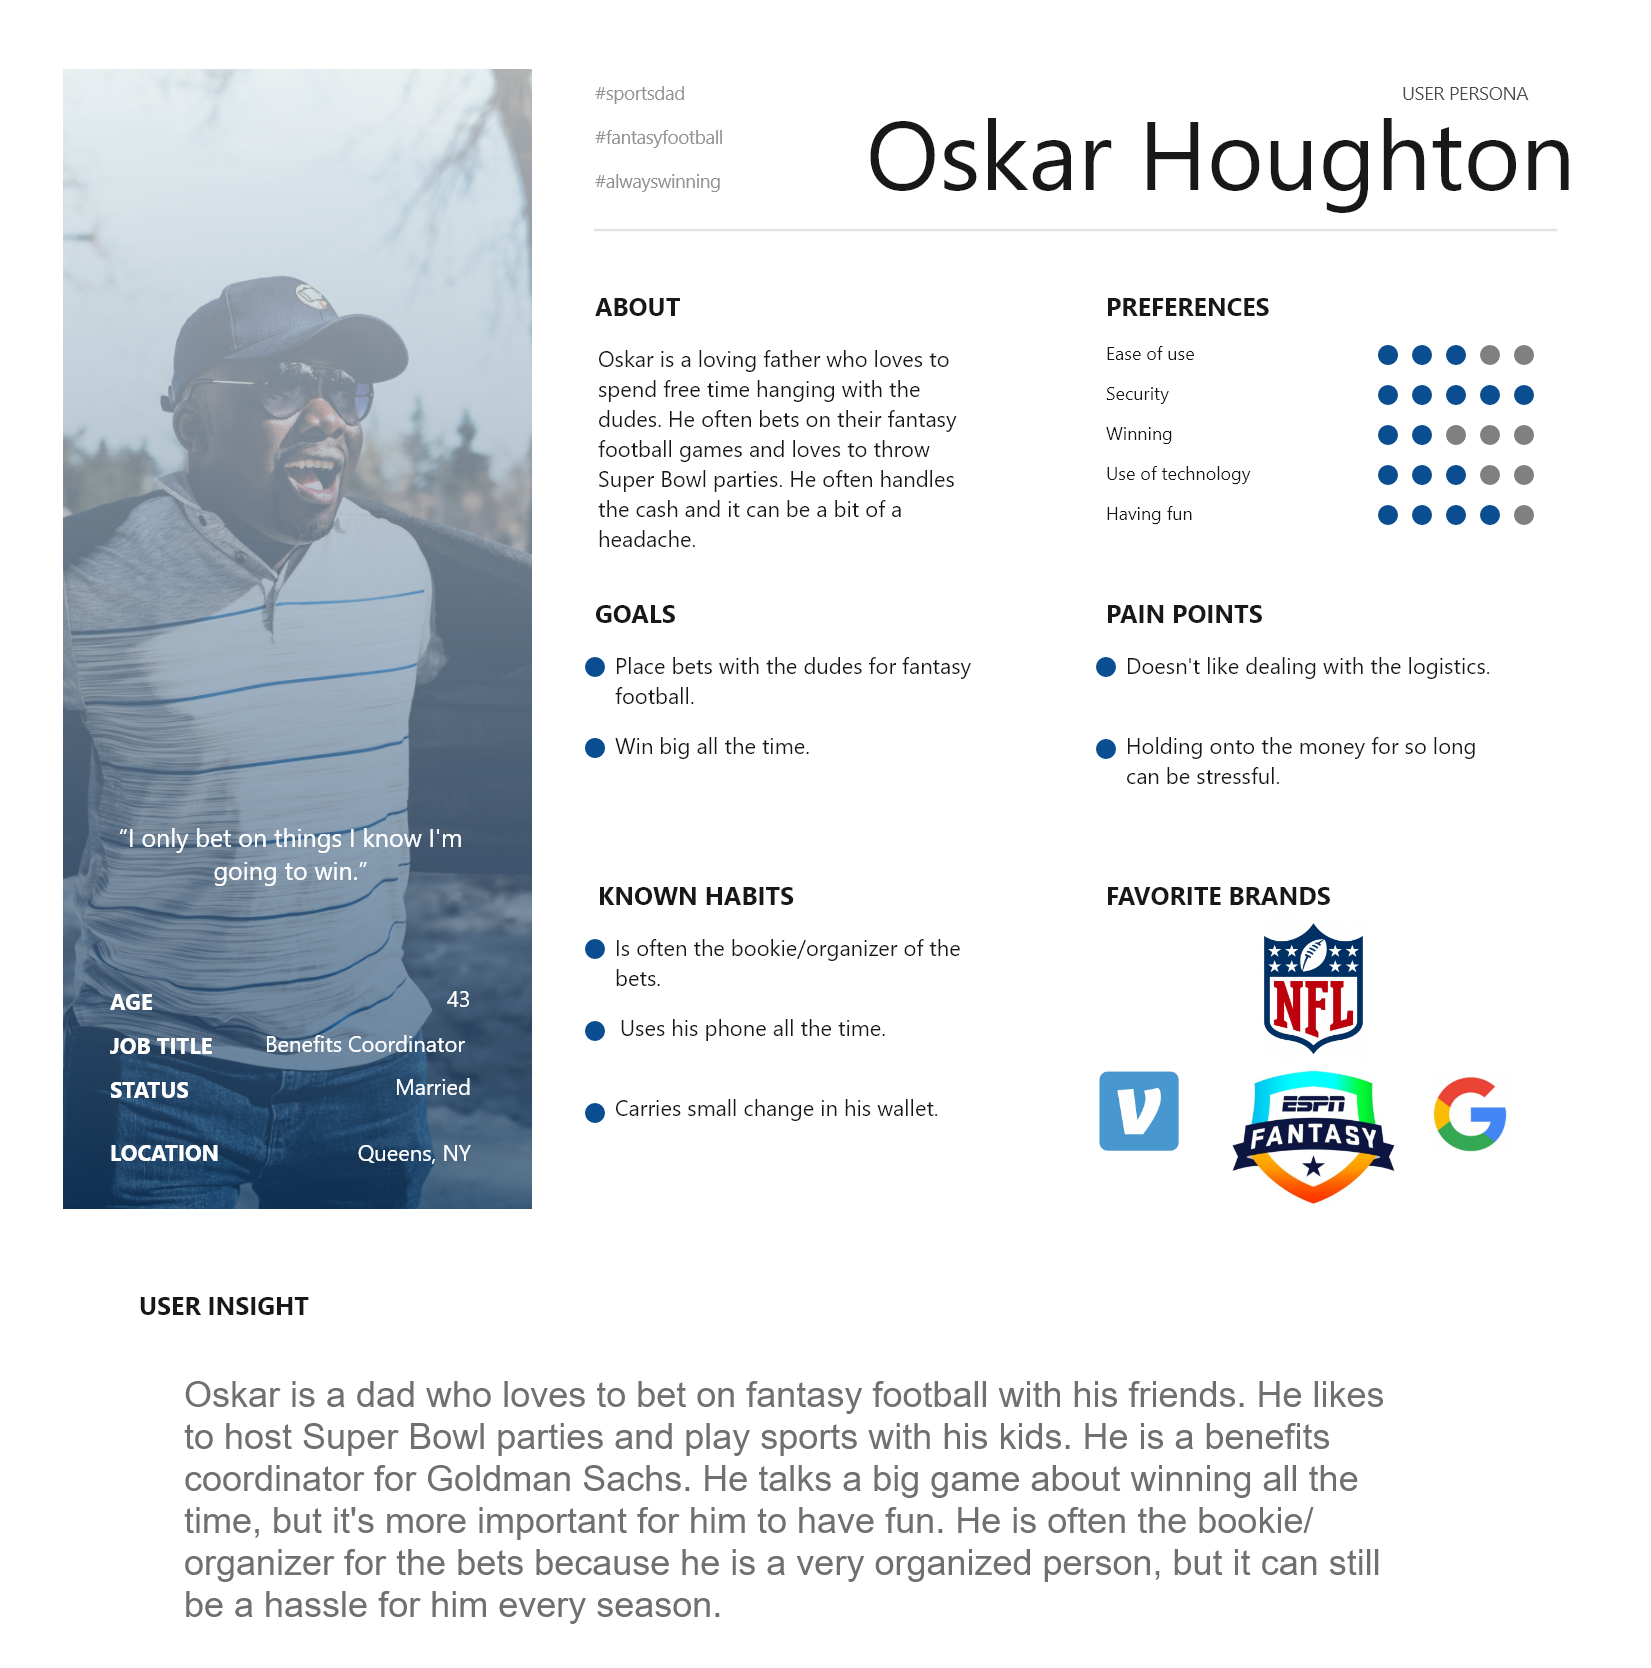 #sportsdad
#fantasyfootball
#alwayswinning
USER PERSONA
Oskar Houghton
“I only bet on things I know I'm
going to win.”
AGE 43
JOB TITLE Benefits Coordinator
STATUS Married
LOCATION Queens, NY
ABOUT
Oskar is a loving father who loves to
spend free time hanging with the
dudes. He often bets on their fantasy
football games and loves to throw
Super Bowl parties. He often handles
the cash and it can be a bit of a
headache.
PREFERENCES
Ease of use
Security
Winning
Use of technology
Having fun
GOALS
Place bets with the dudes for fantasy
football.
Win big all the time.
PAIN POINTS
Doesn't like dealing with the logistics.
Holding onto the money for so long
can be stressful.
KNOWN HABITS
Is often the bookie/organizer of the
bets.
Uses his phone all the time.
Carries small change in his wallet.
FAVORITE BRANDS
NFL
V
ESPN
FANTASY
G
USER INSIGHT
Oskar is a dad who loves to bet on fantasy football with his friends. He likes
to host Super Bowl parties and play sports with his kids. He is a benefits
coordinator for Goldman Sachs. He talks a big game about winning all the
time, but it's more important for him to have fun. He is often the bookie/
organizer for the bets because he is a very organized person, but it can still
be a hassle for him every season.